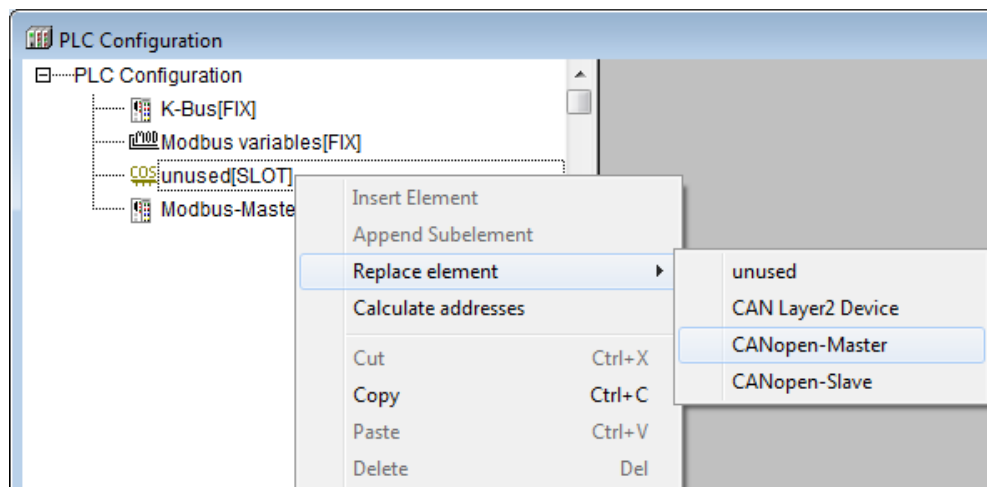 PLC Configuration
PLC Configuration
K-Bus[FIX]
Modbus variables[FIX]
unused[SLOT]
Modbus-Maste
Insert Element
Append Subelement
Replace element
Calculate addresses
Cut Ctrl+X
Copy Ctrl+C
Paste Ctrl+V
Delete Del
unused
CAN Layer2 Device
CANopen-Master
CANopen-Slave